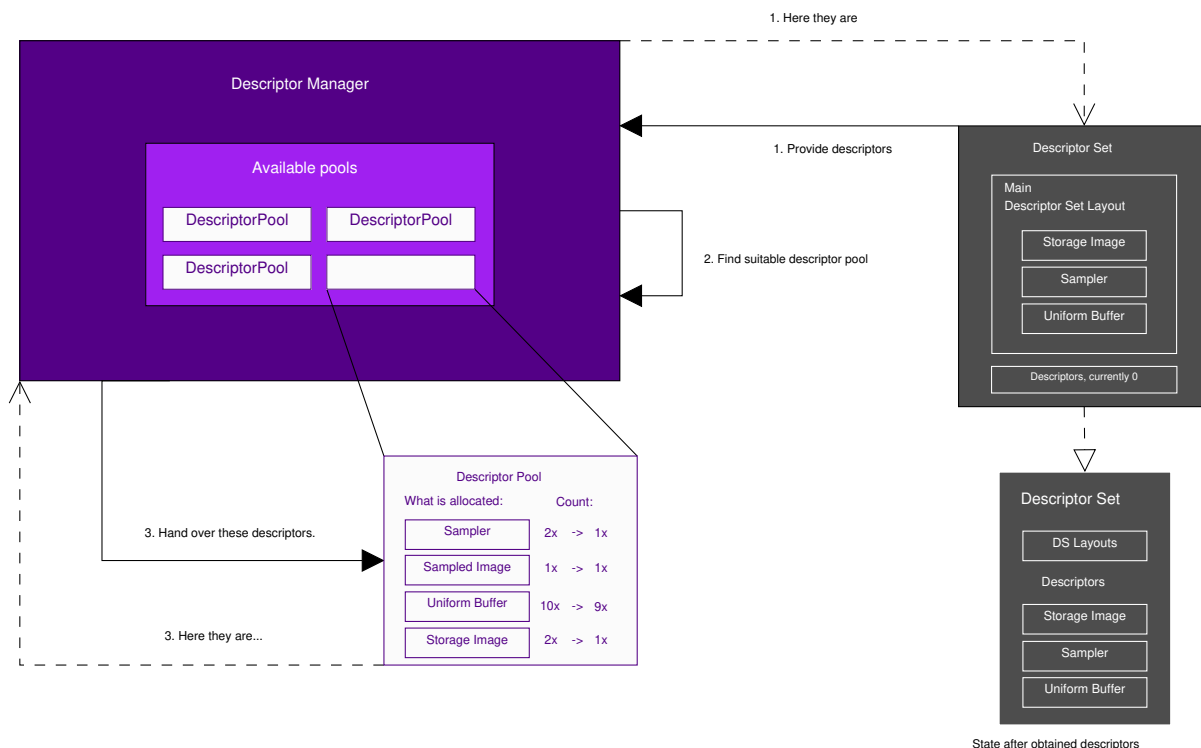 1. Here they are
Descriptor Manager
Available pools
DescriptorPool
DescriptorPool
DescriptorPool
1. Provide descriptors
2. Find suitable descriptor pool
Descriptor Set
Main
Descriptor Set Layout
Storage Image
Sampler
Uniform Buffer
Descriptors, currently 0
3. Hand over these descriptors.
3. Here they are...
Descriptor Pool
What is allocated: Count:
Sampler 2x -> 1x
Sampled Image 1x -> 1x
Uniform Buffer 10x -> 9x
Storage Image 2x -> 1x
Descriptor Set
DS Layouts
Descriptors
Storage Image
Sampler
Uniform Buffer
State after obtained descriptors